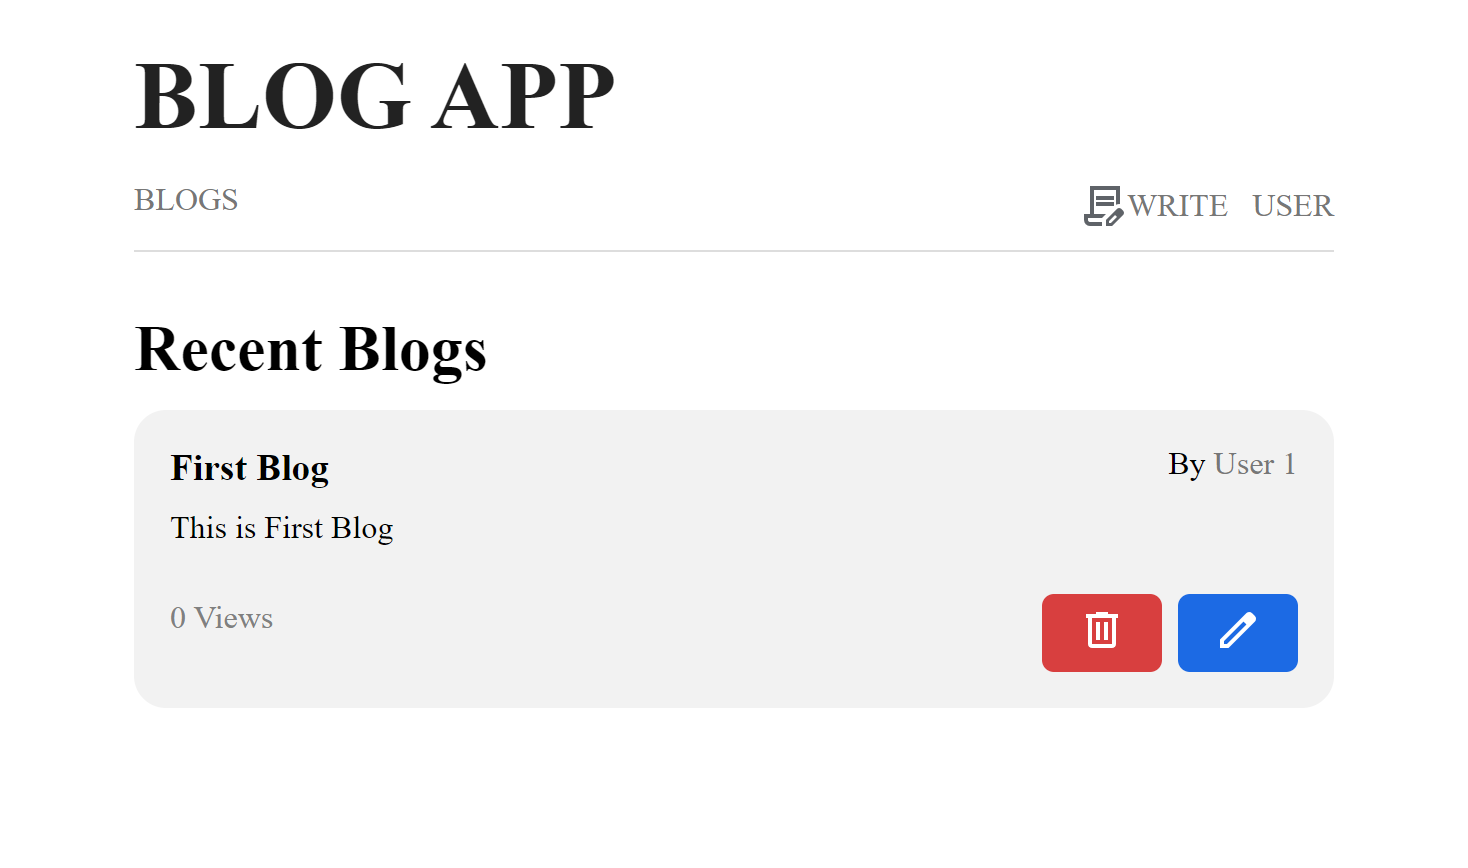 BLOG APP
BLOGS
WRITE USER
Recent Blogs
First Blog
By User 1
This is First Blog
0 Views